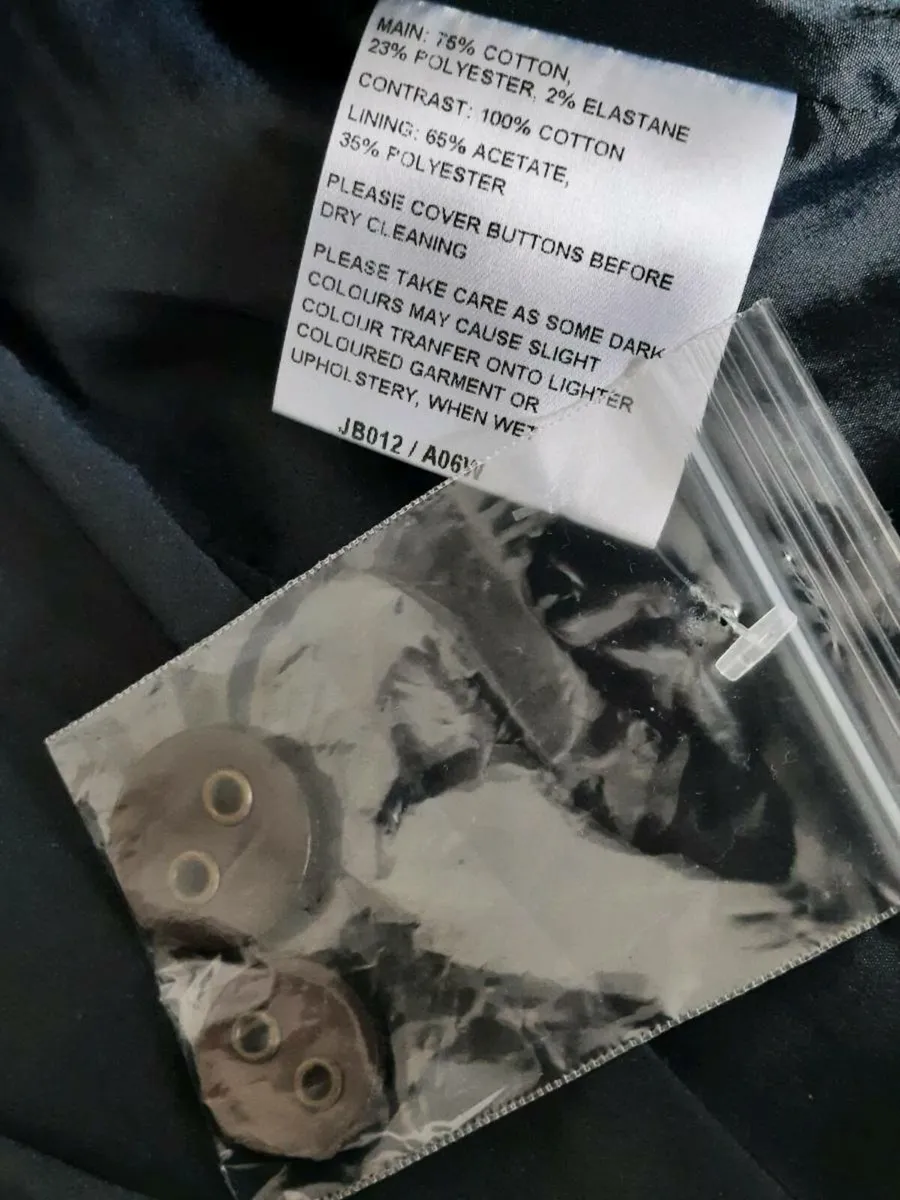 MAIN: 75% COTTON,
23% POLYESTER, 2% ELASTANE
CONTRAST: 100% COTTON
LINING: 65% ACETATE,
35% POLYESTER
PLEASE COVER BUTTONS BEFORE
DRY CLEANING
PLEASE TAKE CARE AS SOME DARK
COLOURS MAY CAUSE SLIGHT
COLOUR TRANFER ONTO LIGHTER
COLOURED GARMENT OR
UPHOLSTERY, WHEN WET
JB012 / A06W